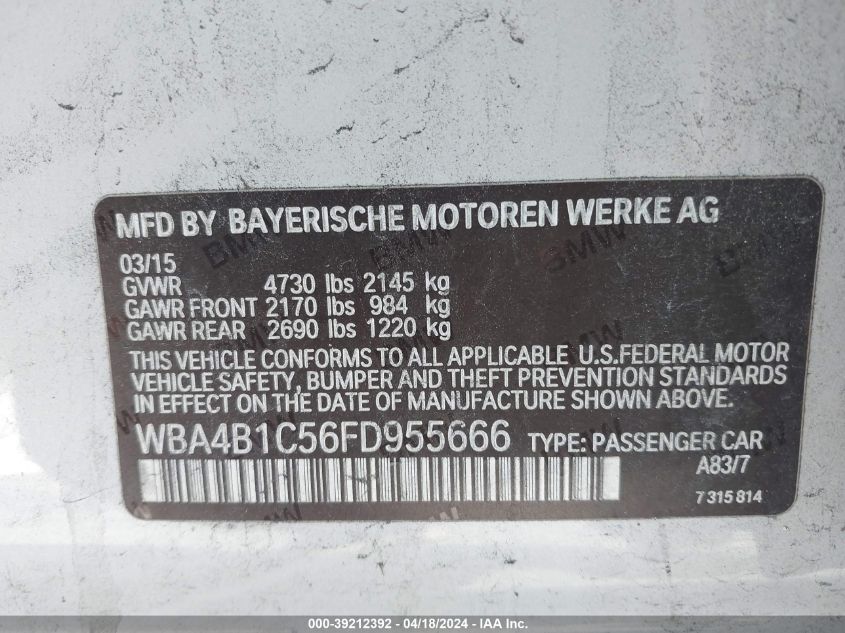 MFD BY BAYERISCHE MOTOREN WERKE AG
03/15
GVWR 4730 lbs 2145 kg
GAWR FRONT 2170 lbs 984 kg
GAWR REAR 2690 lbs 1220 kg
THIS VEHICLE CONFORMS TO ALL APPLICABLE U.S.FEDERAL MOTOR
VEHICLE SAFETY, BUMPER AND THEFT PREVENTION STANDARDS
IN EFFECT ON THE DATE OF MANUFACTURE SHOWN ABOVE.
WBA4B1C56FD955666 TYPE: PASSENGER CAR
A83/7
7 315 814
000-39212392 - 04/18/2024 - IAA Inc.